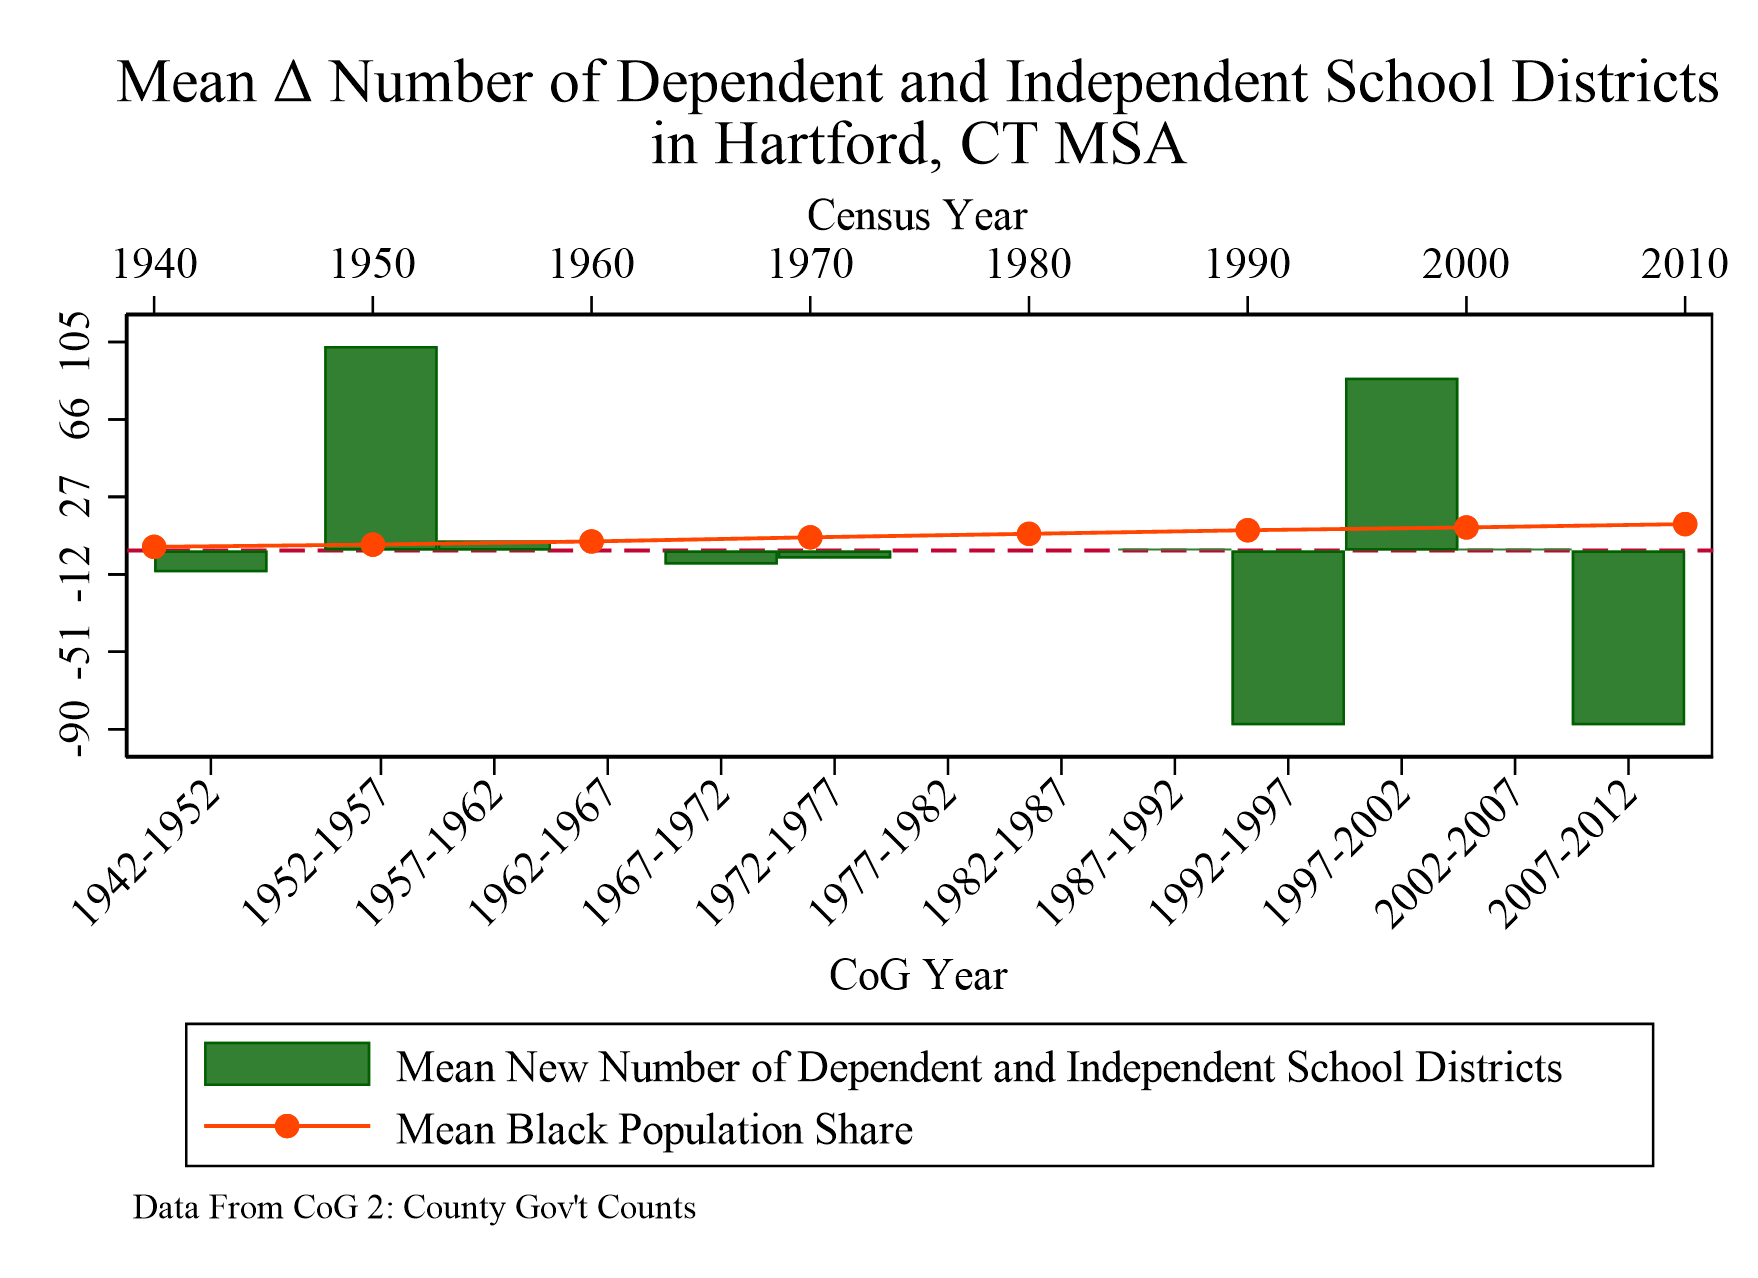 Mean Δ Number of Dependent and Independent School Districts
in Hartford, CT MSA
Census Year
1940 1950 1960 1970 1980 1990 2000 2010
105
66
27
-12
-51
-90
1942-1952 1952-1957 1957-1962 1962-1967 1967-1972 1972-1977 1977-1982 1982-1987 1987-1992 1992-1997 1997-2002 2002-2007 2007-2012
CoG Year
Mean New Number of Dependent and Independent School Districts
Mean Black Population Share
Data From CoG 2: County Gov't Counts